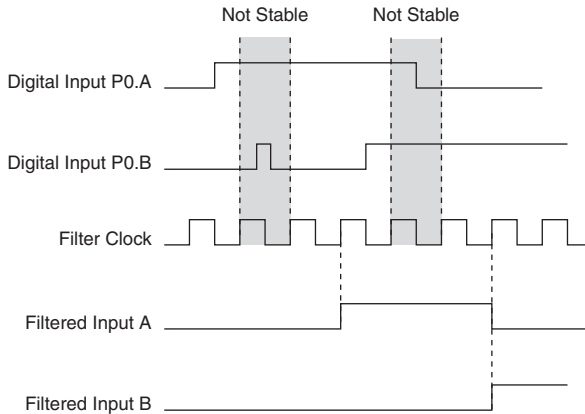 Not Stable Not Stable
Digital Input P0.A
Digital Input P0.B
Filter Clock
Filtered Input A
Filtered Input B